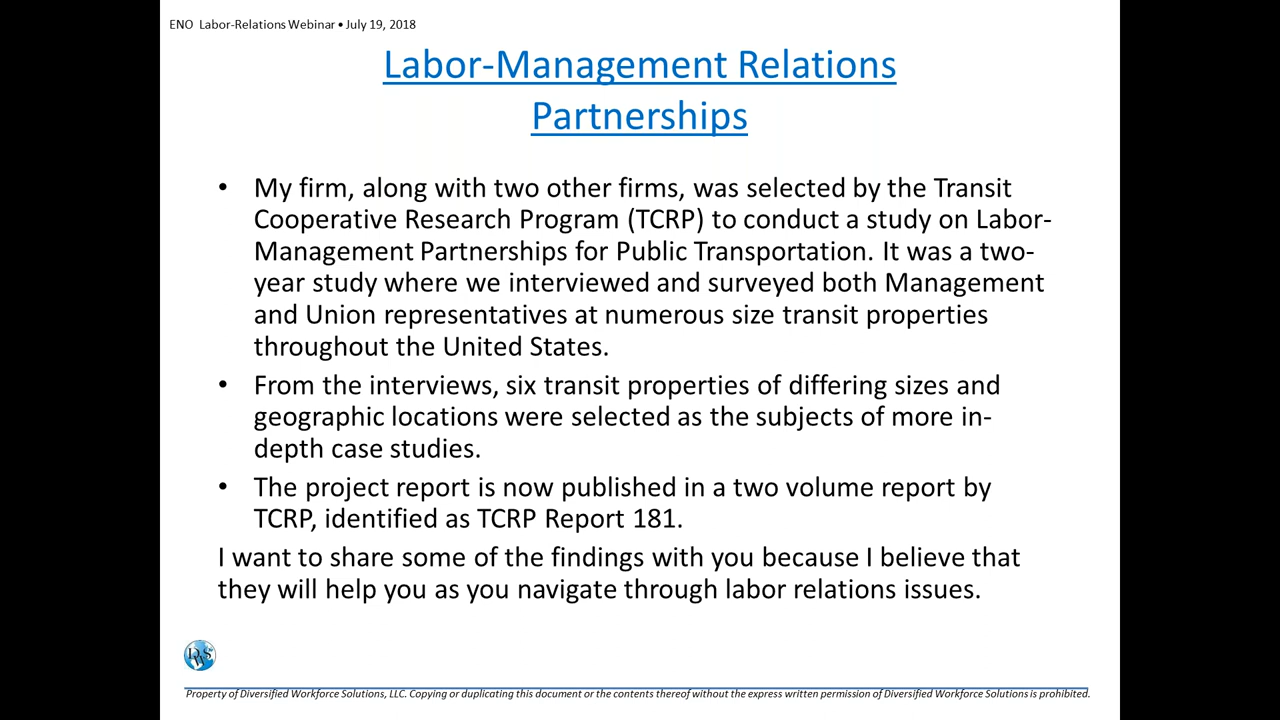 ENO Labor-Relations Webinar • July 19, 2018
Labor-Management Relations
Partnerships
• My firm, along with two other firms, was selected by the Transit
Cooperative Research Program (TCRP) to conduct a study on Labor-
Management Partnerships for Public Transportation. It was a two-
year study where we interviewed and surveyed both Management
and Union representatives at numerous size transit properties
throughout the United States.
• From the interviews, six transit properties of differing sizes and
geographic locations were selected as the subjects of more in-
depth case studies.
• The project report is now published in a two volume report by
TCRP, identified as TCRP Report 181.
I want to share some of the findings with you because I believe that
they will help you as you navigate through labor relations issues.
DWS
Property of Diversified Workforce Solutions, LLC. Copying or duplicating this document or the contents thereof without the express written permission of Diversified Workforce Solutions is prohibited.